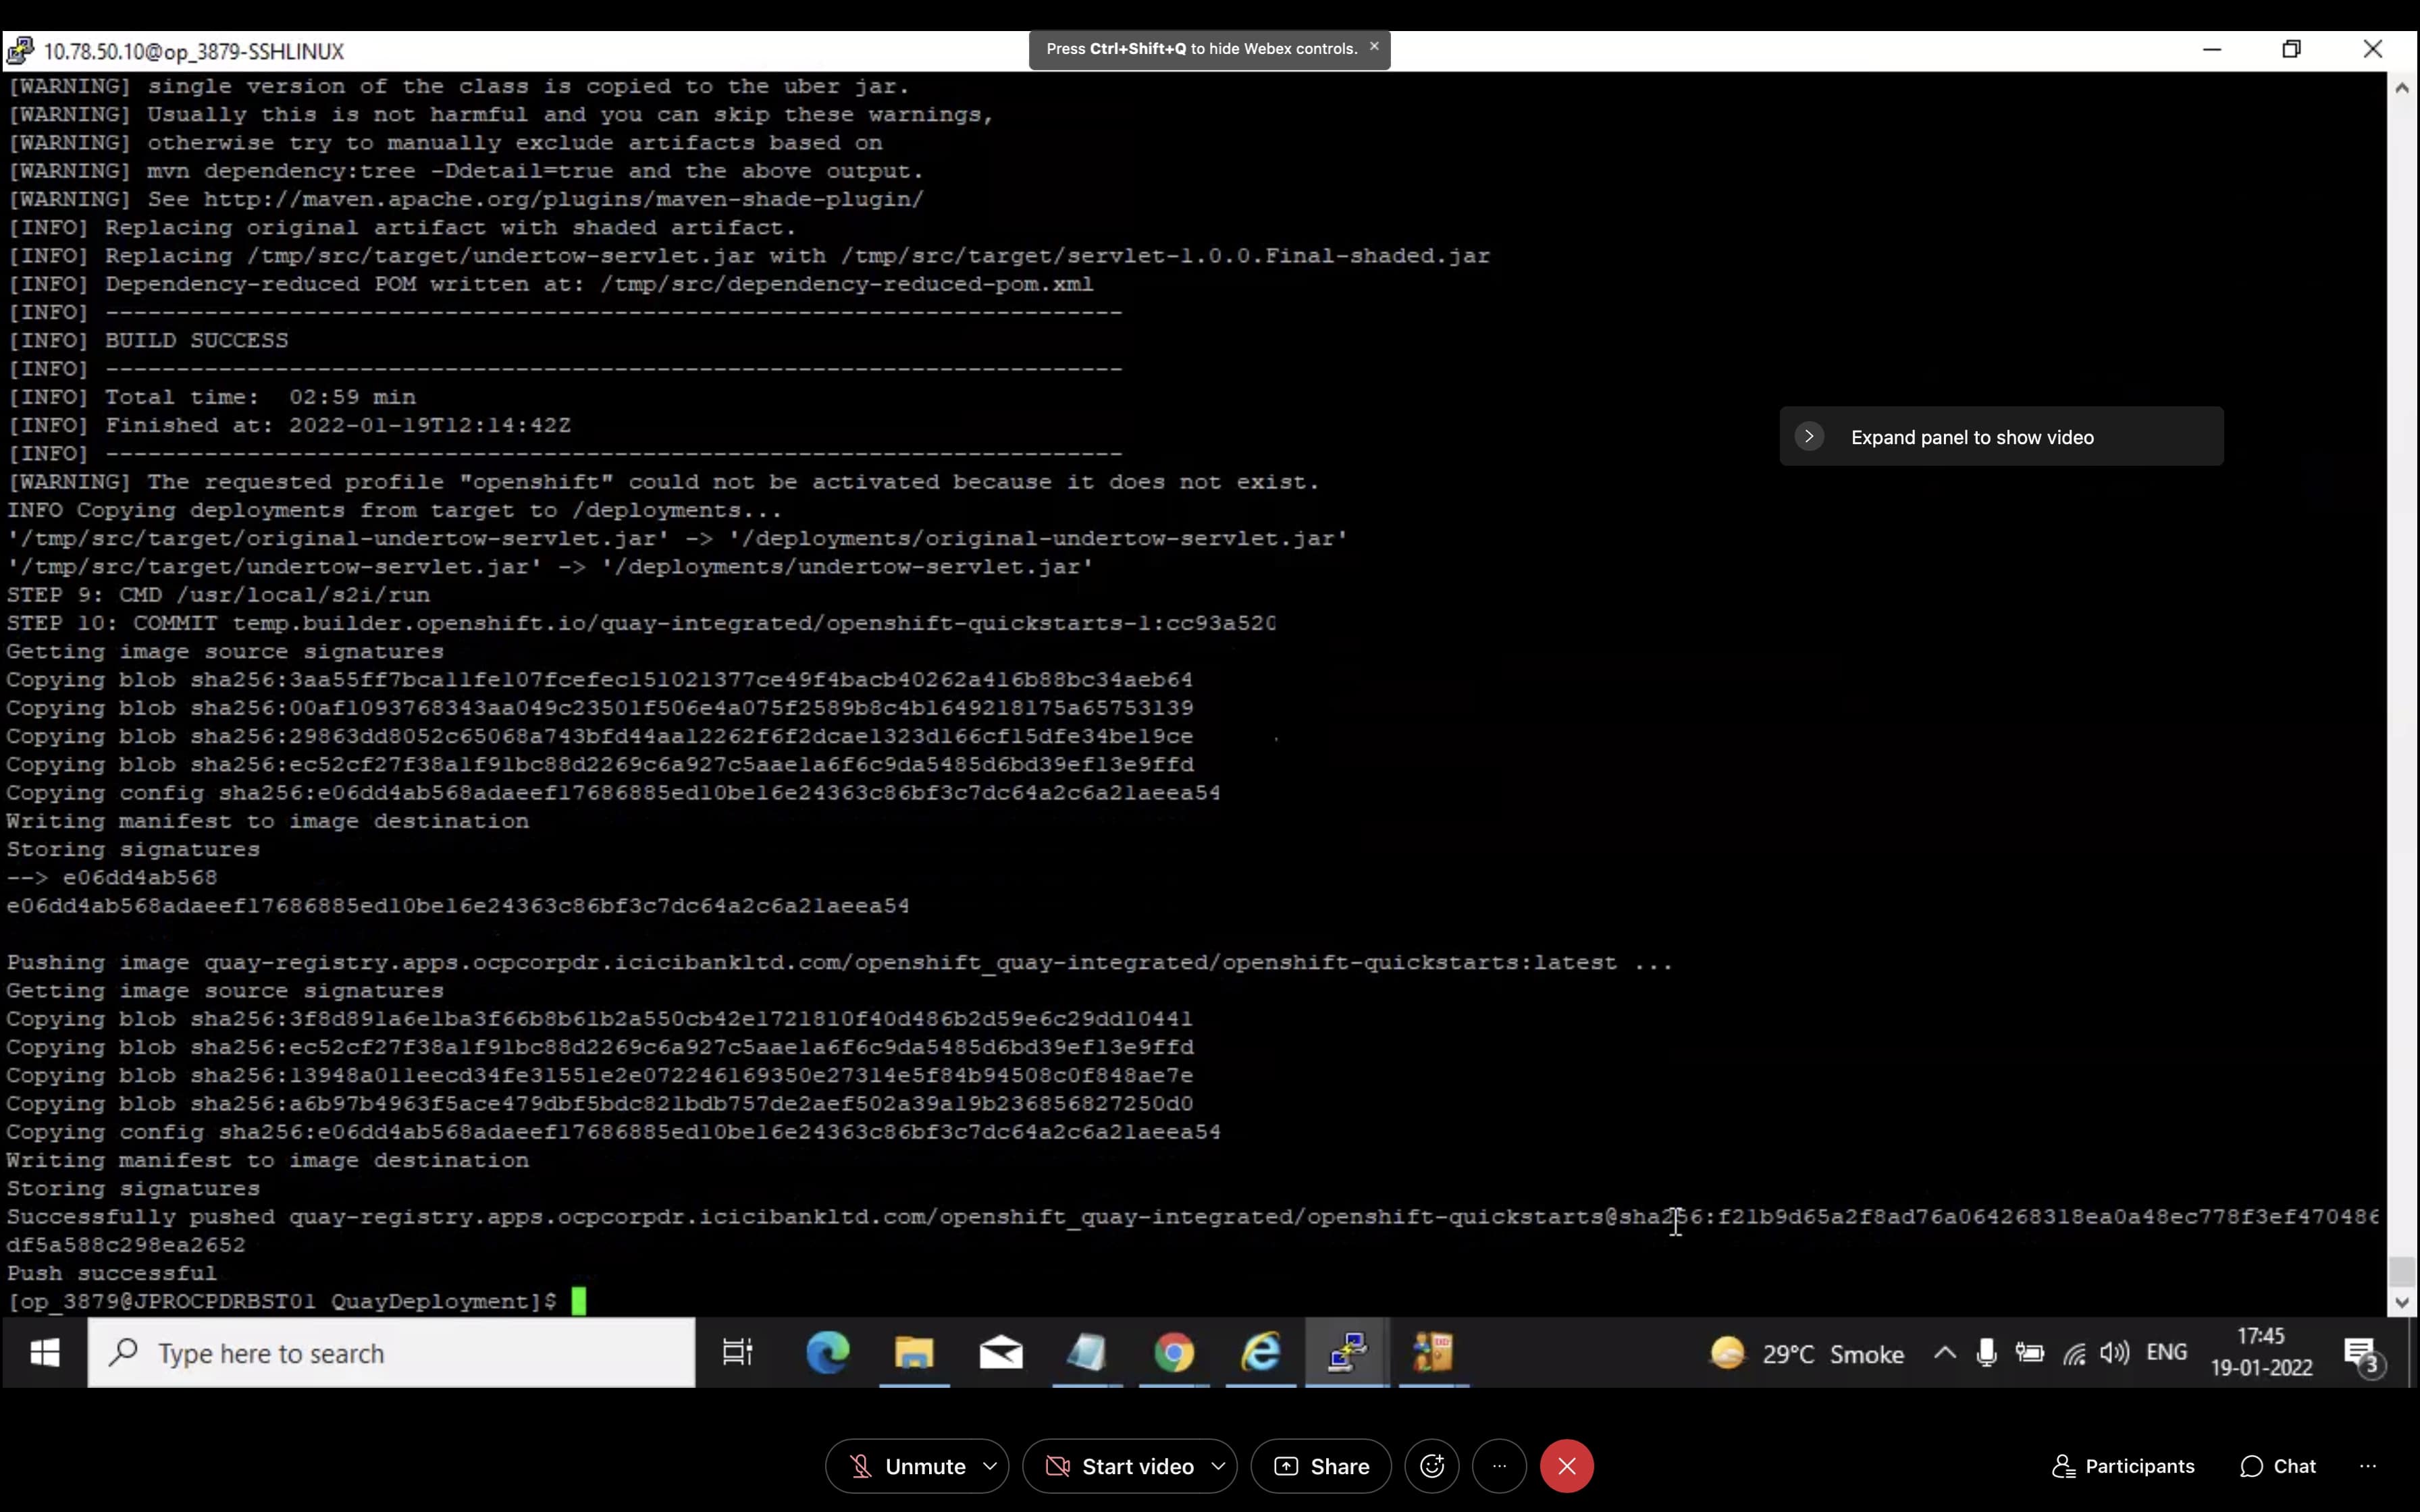 10.78.50.10@op_3879-SSHLINUX
Press Ctrl+Shift+Q to hide Webex controls.
[WARNING] single version of the class is copied to the uber jar.
[WARNING] Usually this is not harmful and you can skip these warnings,
[WARNING] otherwise try to manually exclude artifacts based on
[WARNING] mvn dependency:tree -Ddetail=true and the above output.
[WARNING] See http://maven.apache.org/plugins/maven-shade-plugin/
[INFO] Replacing original artifact with shaded artifact.
[INFO] Replacing /tmp/src/target/undertow-servlet.jar with /tmp/src/target/servlet-1.0.0.Final-shaded.jar
[INFO] Dependency-reduced POM written at: /tmp/src/dependency-reduced-pom.xml
[INFO] ------------------------------------------------------------------------
[INFO] BUILD SUCCESS
[INFO] ------------------------------------------------------------------------
[INFO] Total time:  02:59 min
[INFO] Finished at: 2022-01-19T12:14:42Z
Expand panel to show video
[INFO] ------------------------------------------------------------------------
[WARNING] The requested profile "openshift" could not be activated because it does not exist.
INFO Copying deployments from target to /deployments...
'/tmp/src/target/original-undertow-servlet.jar' -> '/deployments/original-undertow-servlet.jar'
'/tmp/src/target/undertow-servlet.jar' -> '/deployments/undertow-servlet.jar'
STEP 9: CMD /usr/local/s2i/run
STEP 10: COMMIT temp.builder.openshift.io/quay-integrated/openshift-quickstarts-1:cc93a520
Getting image source signatures
Copying blob sha256:3aa55ff7bca11fe107fcefec151021377ce49f4bacb40262a416b88bc34aeb64
Copying blob sha256:00af1093768343aa049c23501f506e4a075f2589b8c4b1649218175a65753139
Copying blob sha256:29863dd8052c65068a743bfd44aa12262f6f2dcae1323d166cf15dfe34be19ce
Copying blob sha256:ec52cf27f38a1f91bc88d2269c6a927c5aae1a6f6c9da5485d6bd39ef13e9ffd
Copying config sha256:e06dd4ab568adaeef17686885ed10be16e24363c86bf3c7dc64a2c6a21aeea54
Writing manifest to image destination
Storing signatures
--> e06dd4ab568
e06dd4ab568adaeef17686885ed10be16e24363c86bf3c7dc64a2c6a21aeea54
Pushing image quay-registry.apps.ocpcorpdr.icicibankltd.com/openshift_quay-integrated/openshift-quickstarts:latest ...
Getting image source signatures
Copying blob sha256:3f8d891a6e1ba3f66b8b61b2a550cb42e1721810f40d486b2d59e6c29dd10441
Copying blob sha256:ec52cf27f38a1f91bc88d2269c6a927c5aae1a6f6c9da5485d6bd39ef13e9ffd
Copying blob sha256:13948a011eecd34fe31551e2e072246169350e27314e5f84b94508c0f848ae7e
Copying blob sha256:a6b97b4963f5ace479dbf5bdc821bdb757de2aef502a39a19b236856827250d0
Copying config sha256:e06dd4ab568adaeef17686885ed10be16e24363c86bf3c7dc64a2c6a21aeea54
Writing manifest to image destination
Storing signatures
Successfully pushed quay-registry.apps.ocpcorpdr.icicibankltd.com/openshift_quay-integrated/openshift-quickstarts@sha256:f21b9d65a2f8ad76a064268318ea0a48ec778f3ef470486
df5a588c298ea2652
Push successful
[op_3879@JPROCPDRBST01 QuayDeployment]$
Type here to search
29°C Smoke
ENG
17:45
19-01-2022
3
Unmute
Start video
Share
Participants
Chat